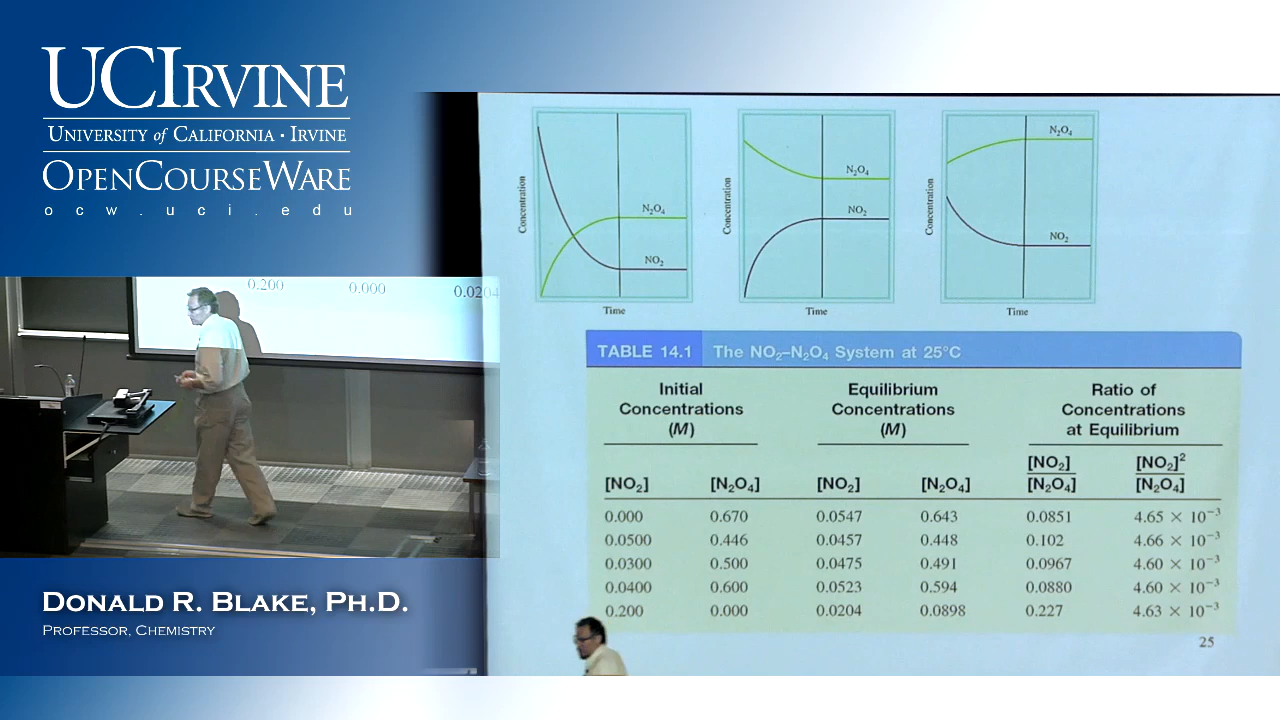 UCIRVINE
UNIVERSITY of CALIFORNIA · IRVINE
OPENCOURSEWARE
ocw.uci.edu
0.200 0.000 0.0204
DONALD R. BLAKE, PH.D.
PROFESSOR, CHEMISTRY
Concentration
N₂O₄
NO₂
Time
Concentration
N₂O₄
NO₂
Time
Concentration
N₂O₄
NO₂
Time
TABLE 14.1 The NO₂–N₂O₄ System at 25°C
Initial Equilibrium Ratio of
Concentrations Concentrations Concentrations
(M) (M) at Equilibrium
[NO₂] [NO₂]²
[NO₂] [N₂O₄] [NO₂] [N₂O₄] [N₂O₄] [N₂O₄]
0.000 0.670 0.0547 0.643 0.0851 4.65 × 10⁻³
0.0500 0.446 0.0457 0.448 0.102 4.66 × 10⁻³
0.0300 0.500 0.0475 0.491 0.0967 4.60 × 10⁻³
0.0400 0.600 0.0523 0.594 0.0880 4.60 × 10⁻³
0.200 0.000 0.0204 0.0898 0.227 4.63 × 10⁻³
25